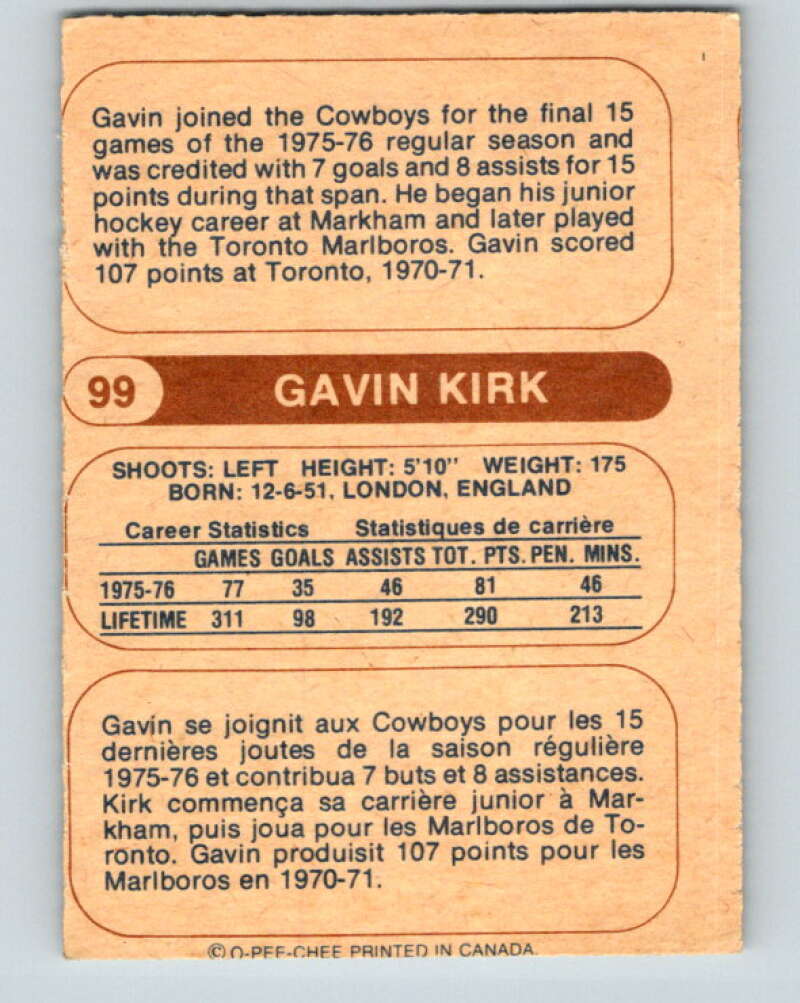 Gavin joined the Cowboys for the final 15
games of the 1975-76 regular season and
was credited with 7 goals and 8 assists for 15
points during that span. He began his junior
hockey career at Markham and later played
with the Toronto Marlboros. Gavin scored
107 points at Toronto, 1970-71.
99 GAVIN KIRK
SHOOTS: LEFT HEIGHT: 5'10" WEIGHT: 175
BORN: 12-6-51, LONDON, ENGLAND
Career Statistics Statistiques de carrière
GAMES GOALS ASSISTS TOT. PTS. PEN. MINS.
1975-76 77 35 46 81 46
LIFETIME 311 98 192 290 213
Gavin se joignit aux Cowboys pour les 15
dernières joutes de la saison régulière
1975-76 et contribua 7 buts et 8 assistances.
Kirk commença sa carrière junior à Mar-
kham, puis joua pour les Marlboros de To-
ronto. Gavin produisit 107 points pour les
Marlboros en 1970-71.
© O-PEE-CHEE PRINTED IN CANADA.